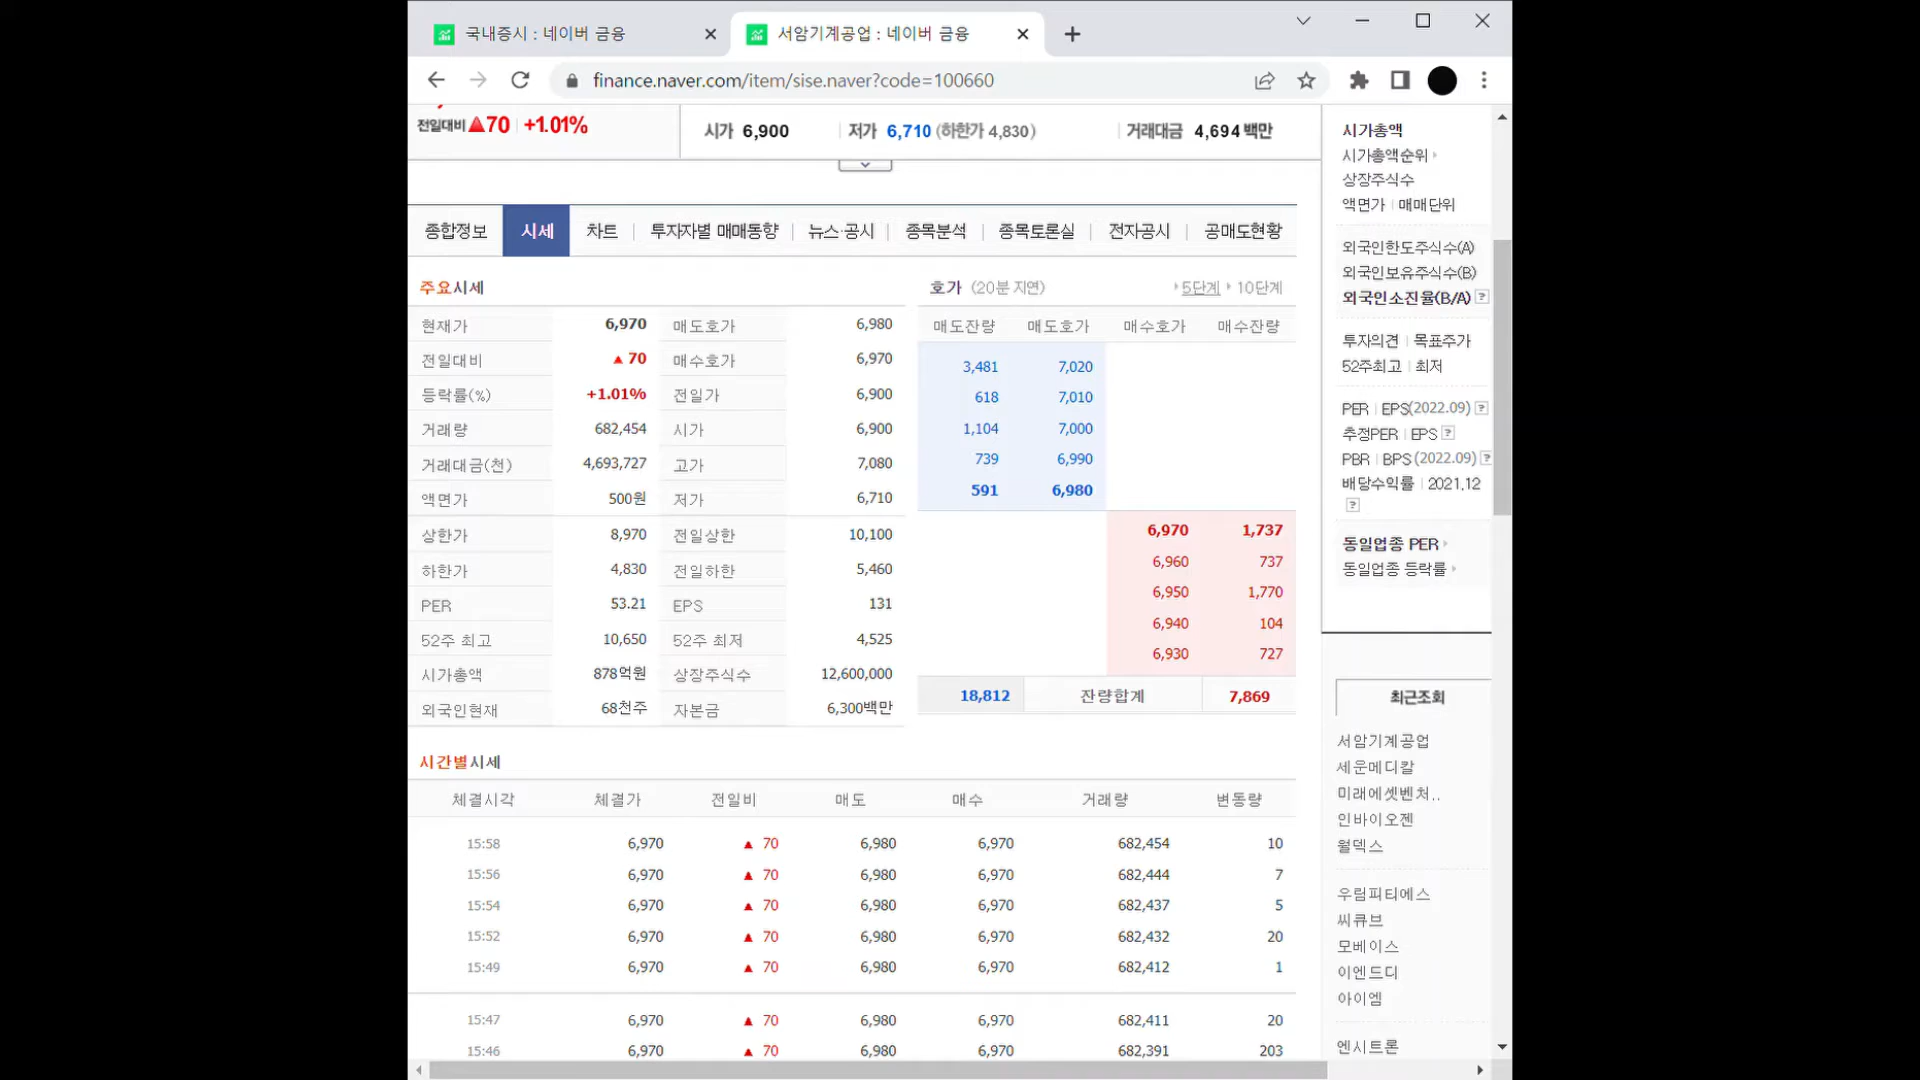 국내증시 : 네이버 금융
서암기계공업 : 네이버 금융
finance.naver.com/item/sise.naver?code=100660
전일대비 ▲70 +1.01%
시가 6,900 저가 6,710 (하한가 4,830) 거래대금 4,694 백만
종합정보 시세 차트 투자자별 매매동향 뉴스·공시 종목분석 종목토론실 전자공시 공매도현황
주요시세
현재가 6,970 매도호가 6,980
전일대비 ▲ 70 매수호가 6,970
등락률(%) +1.01% 전일가 6,900
거래량 682,454 시가 6,900
거래대금(천) 4,693,727 고가 7,080
액면가 500원 저가 6,710
상한가 8,970 전일상한 10,100
하한가 4,830 전일하한 5,460
PER 53.21 EPS 131
52주 최고 10,650 52주 최저 4,525
시가총액 878억원 상장주식수 12,600,000
외국인현재 68천주 자본금 6,300백만
호가 (20분 지연) 5단계 10단계
매도잔량 매도호가 매수호가 매수잔량
3,481 7,020
618 7,010
1,104 7,000
739 6,990
591 6,980
6,970 1,737
6,960 737
6,950 1,770
6,940 104
6,930 727
18,812 잔량합계 7,869
시간별시세
체결시각 체결가 전일비 매도 매수 거래량 변동량
15:58 6,970 ▲ 70 6,980 6,970 682,454 10
15:56 6,970 ▲ 70 6,980 6,970 682,444 7
15:54 6,970 ▲ 70 6,980 6,970 682,437 5
15:52 6,970 ▲ 70 6,980 6,970 682,432 20
15:49 6,970 ▲ 70 6,980 6,970 682,412 1
15:47 6,970 ▲ 70 6,980 6,970 682,411 20
15:46 6,970 ▲ 70 6,980 6,970 682,391 203
시가총액
시가총액순위
상장주식수
액면가 | 매매단위
외국인한도주식수(A)
외국인보유주식수(B)
외국인소진율(B/A) ?
투자의견 | 목표주가
52주최고 | 최저
PER | EPS(2022.09) ?
추정PER | EPS ?
PBR | BPS(2022.09) ?
배당수익률 | 2021.12
?
동일업종 PER
동일업종 등락률
최근조회
서암기계공업
세운메디칼
미래에셋벤처..
인바이오젠
월덱스
우럼피티에스
씨큐브
모베이스
이엔드디
아이엠
엔시트론